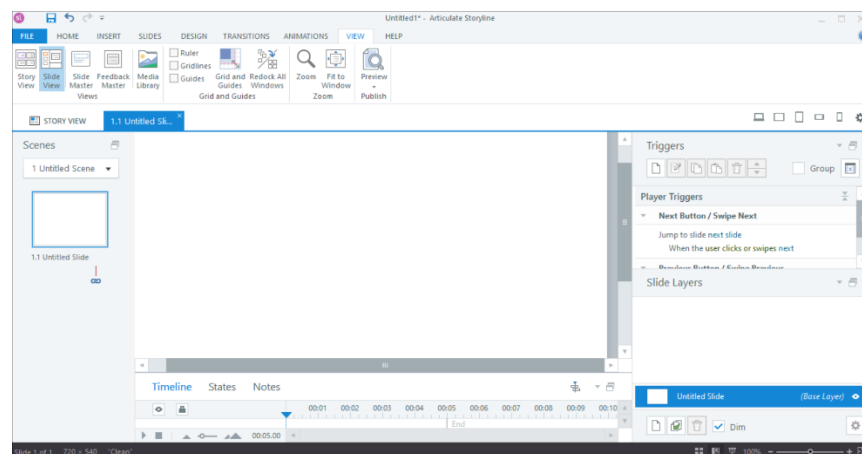 Untitled1* - Articulate Storyline
FILE HOME INSERT SLIDES DESIGN TRANSITIONS ANIMATIONS VIEW HELP
Story View
Slide View
Slide Master
Feedback Master
Views
Media Library
Ruler
Gridlines
Guides
Grid and Guides
Redock All Windows
Grid and Guides
Zoom
Fit to Window
Zoom
Preview
Publish
STORY VIEW
1.1 Untitled Sli...
Scenes
1 Untitled Scene
1.1 Untitled Slide
Triggers
Group
Player Triggers
Next Button / Swipe Next
Jump to slide next slide
When the user clicks or swipes next
Previous Button / Swipe Previous
Slide Layers
Timeline States Notes
00:01 00:02 00:03 00:04 00:05 00:06 00:07 00:08 00:09 00:10
End
00:05.00
Untitled Slide (Base Layer)
Dim
Slide 1 of 1 720 × 540 "Clean" 100%